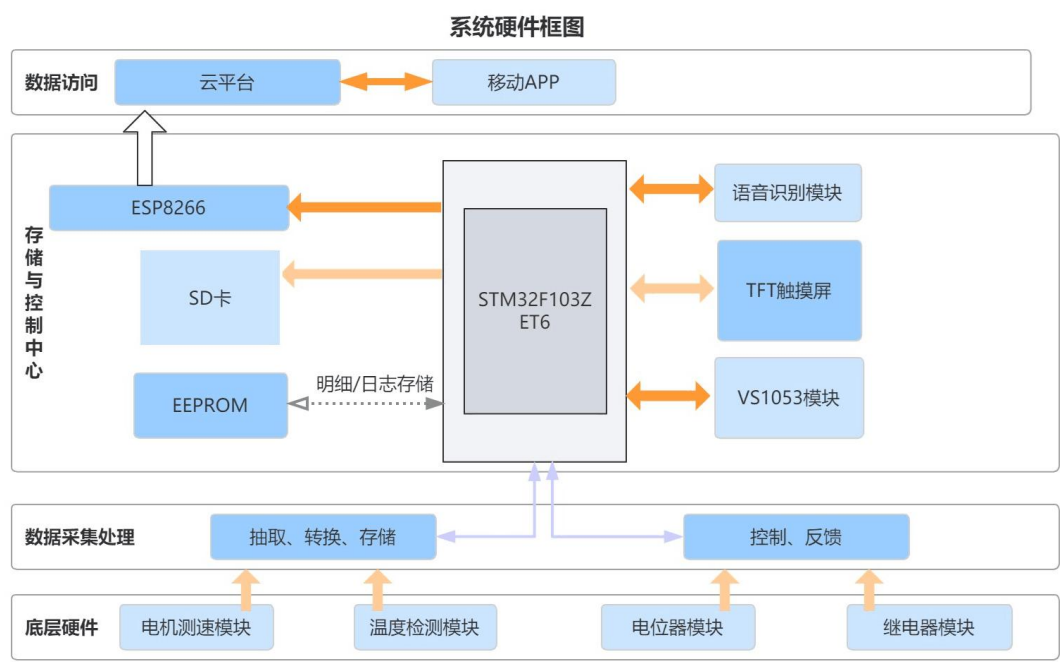 系统硬件框图
数据访问
云平台
移动APP
存
储
与
控
制
中
心
ESP8266
SD卡
EEPROM
明细/日志存储
STM32F103Z
ET6
语音识别模块
TFT触摸屏
VS1053模块
数据采集处理
抽取、转换、存储
控制、反馈
底层硬件
电机测速模块
温度检测模块
电位器模块
继电器模块